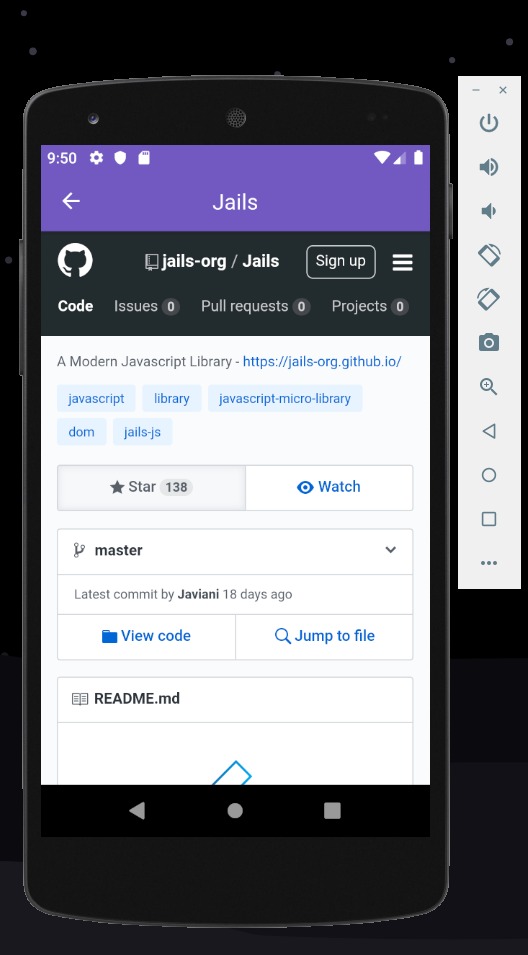 9:50
Jails
jails-org / Jails Sign up
Code Issues 0 Pull requests 0 Projects 0
A Modern Javascript Library - https://jails-org.github.io/
javascript library javascript-micro-library
dom jails-js
Star 138 Watch
master
Latest commit by Javiani 18 days ago
View code Jump to file
README.md